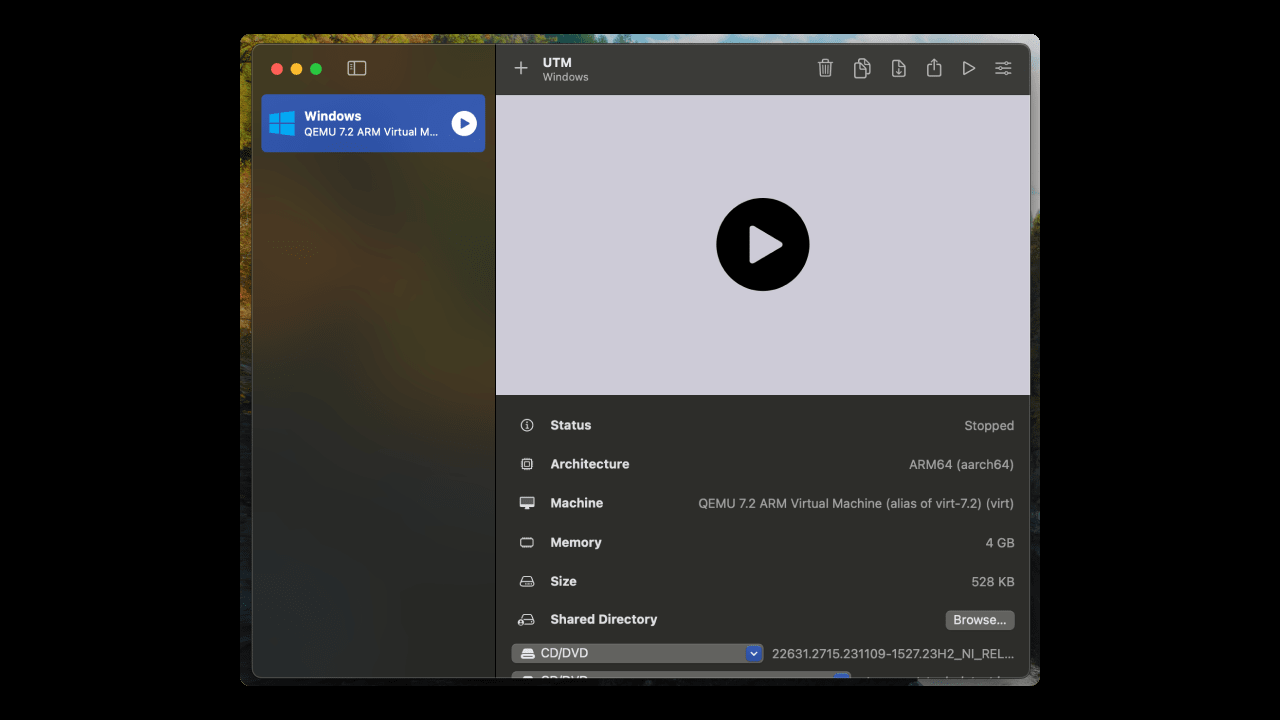 UTM
Windows
Windows
QEMU 7.2 ARM Virtual M...
Status Stopped
Architecture ARM64 (aarch64)
Machine QEMU 7.2 ARM Virtual Machine (alias of virt-7.2) (virt)
Memory 4 GB
Size 528 KB
Shared Directory Browse...
CD/DVD 22631.2715.231109-1527.23H2_NI_REL...
CD/DVD